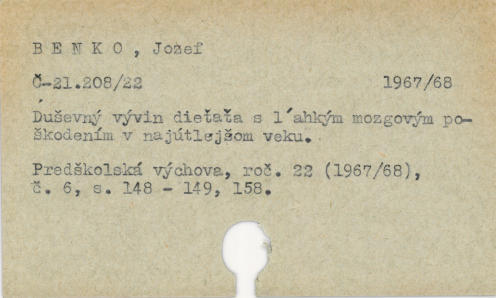 B E N K O , Jozef
Č-21.208/22 1967/68
Duševný vývin dieťaťa s l´ahkým mozgovým po-
škodením v najútlejšom veku.
Predškolská výchova, roč. 22 (1967/68),
č. 6, s. 148 - 149, 158.